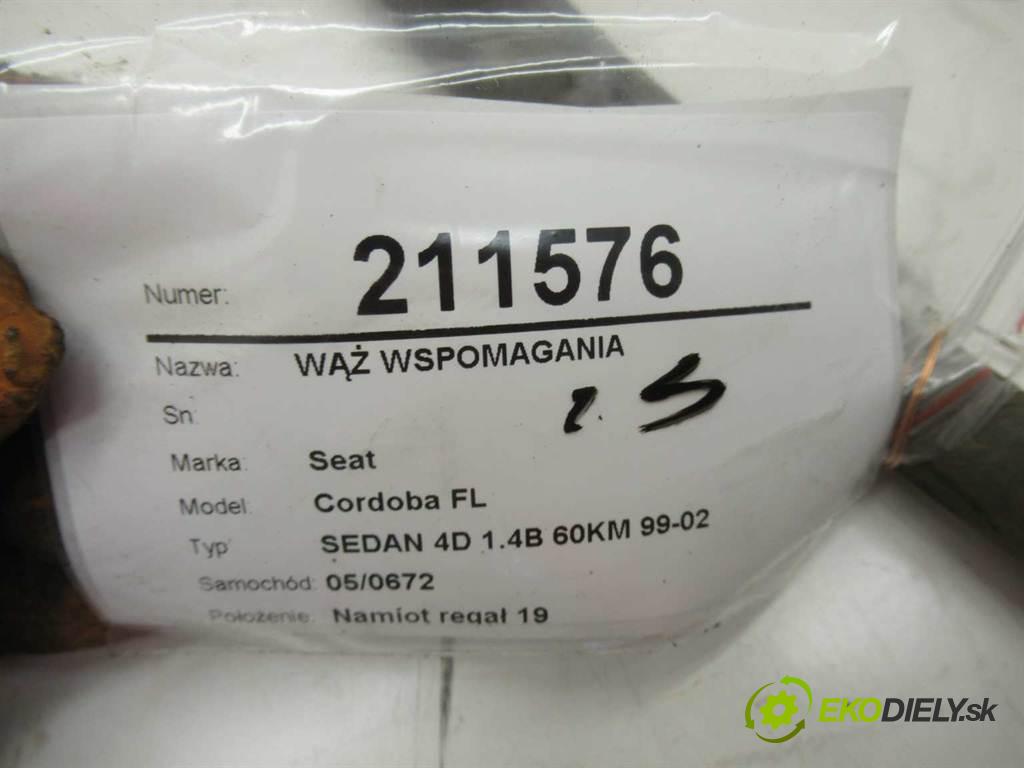 Numer: 211576
Nazwa: WĄŻ WSPOMAGANIA
Sn:
Marka: Seat
Model: Cordoba FL
Typ: SEDAN 4D 1.4B 60KM 99-02
Samochód: 05/0672
Położenie: Namiot regał 19
EKODIELY.sk